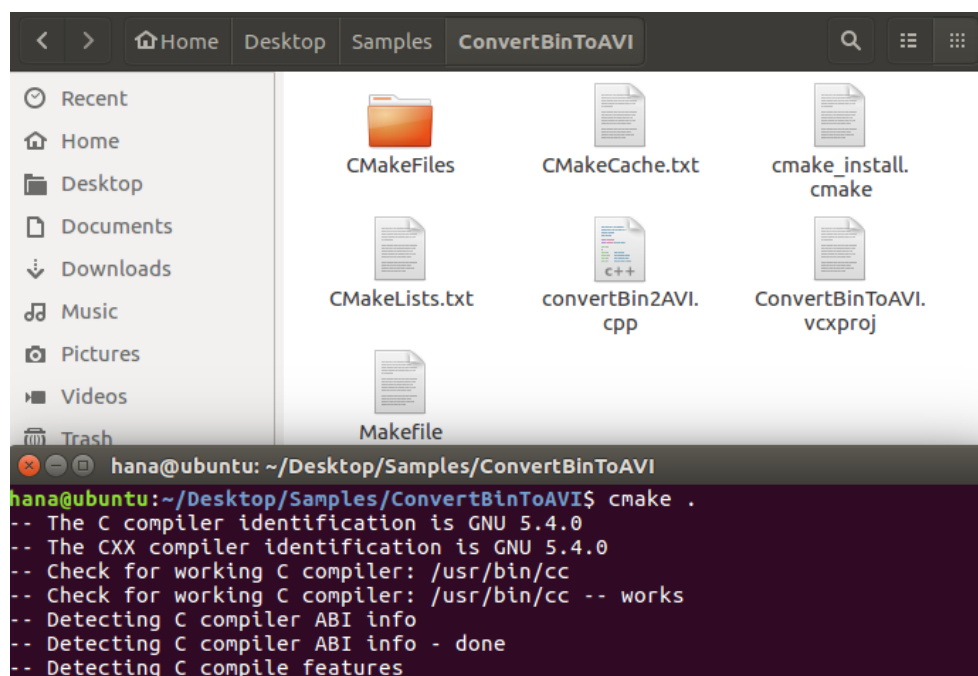 Home Desktop Samples ConvertBinToAVI
Recent
Home
Desktop
Documents
Downloads
Music
Pictures
Videos
Trash
CMakeFiles
CMakeCache.txt
cmake_install.
cmake
CMakeLists.txt
c++
convertBin2AVI.
cpp
ConvertBinToAVI.
vcxproj
Makefile
hana@ubuntu: ~/Desktop/Samples/ConvertBinToAVI
hana@ubuntu:~/Desktop/Samples/ConvertBinToAVI$ cmake .
-- The C compiler identification is GNU 5.4.0
-- The CXX compiler identification is GNU 5.4.0
-- Check for working C compiler: /usr/bin/cc
-- Check for working C compiler: /usr/bin/cc -- works
-- Detecting C compiler ABI info
-- Detecting C compiler ABI info - done
-- Detecting C compile features